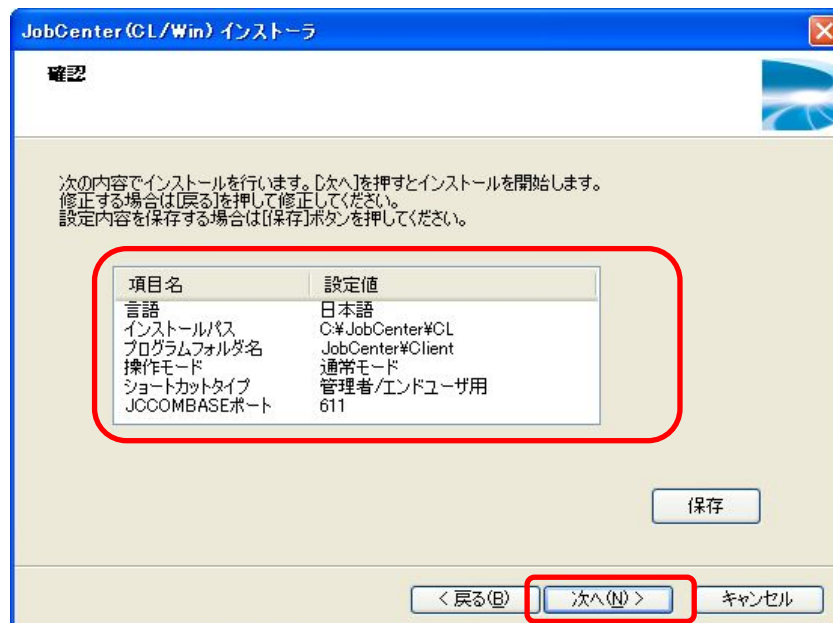 JobCenter(CL/Win) インストーラ
確認
次の内容でインストールを行います。[次へ]を押すとインストールを開始します。
修正する場合は[戻る]を押して修正してください。
設定内容を保存する場合は[保存]ボタンを押してください。
項目名 設定値
言語 日本語
インストールパス C:¥JobCenter¥CL
プログラムフォルダ名 JobCenter¥Client
操作モード 通常モード
ショートカットタイプ 管理者/エンドユーザ用
JCCOMBASEポート 611
保存
< 戻る(B) 次へ(N) > キャンセル